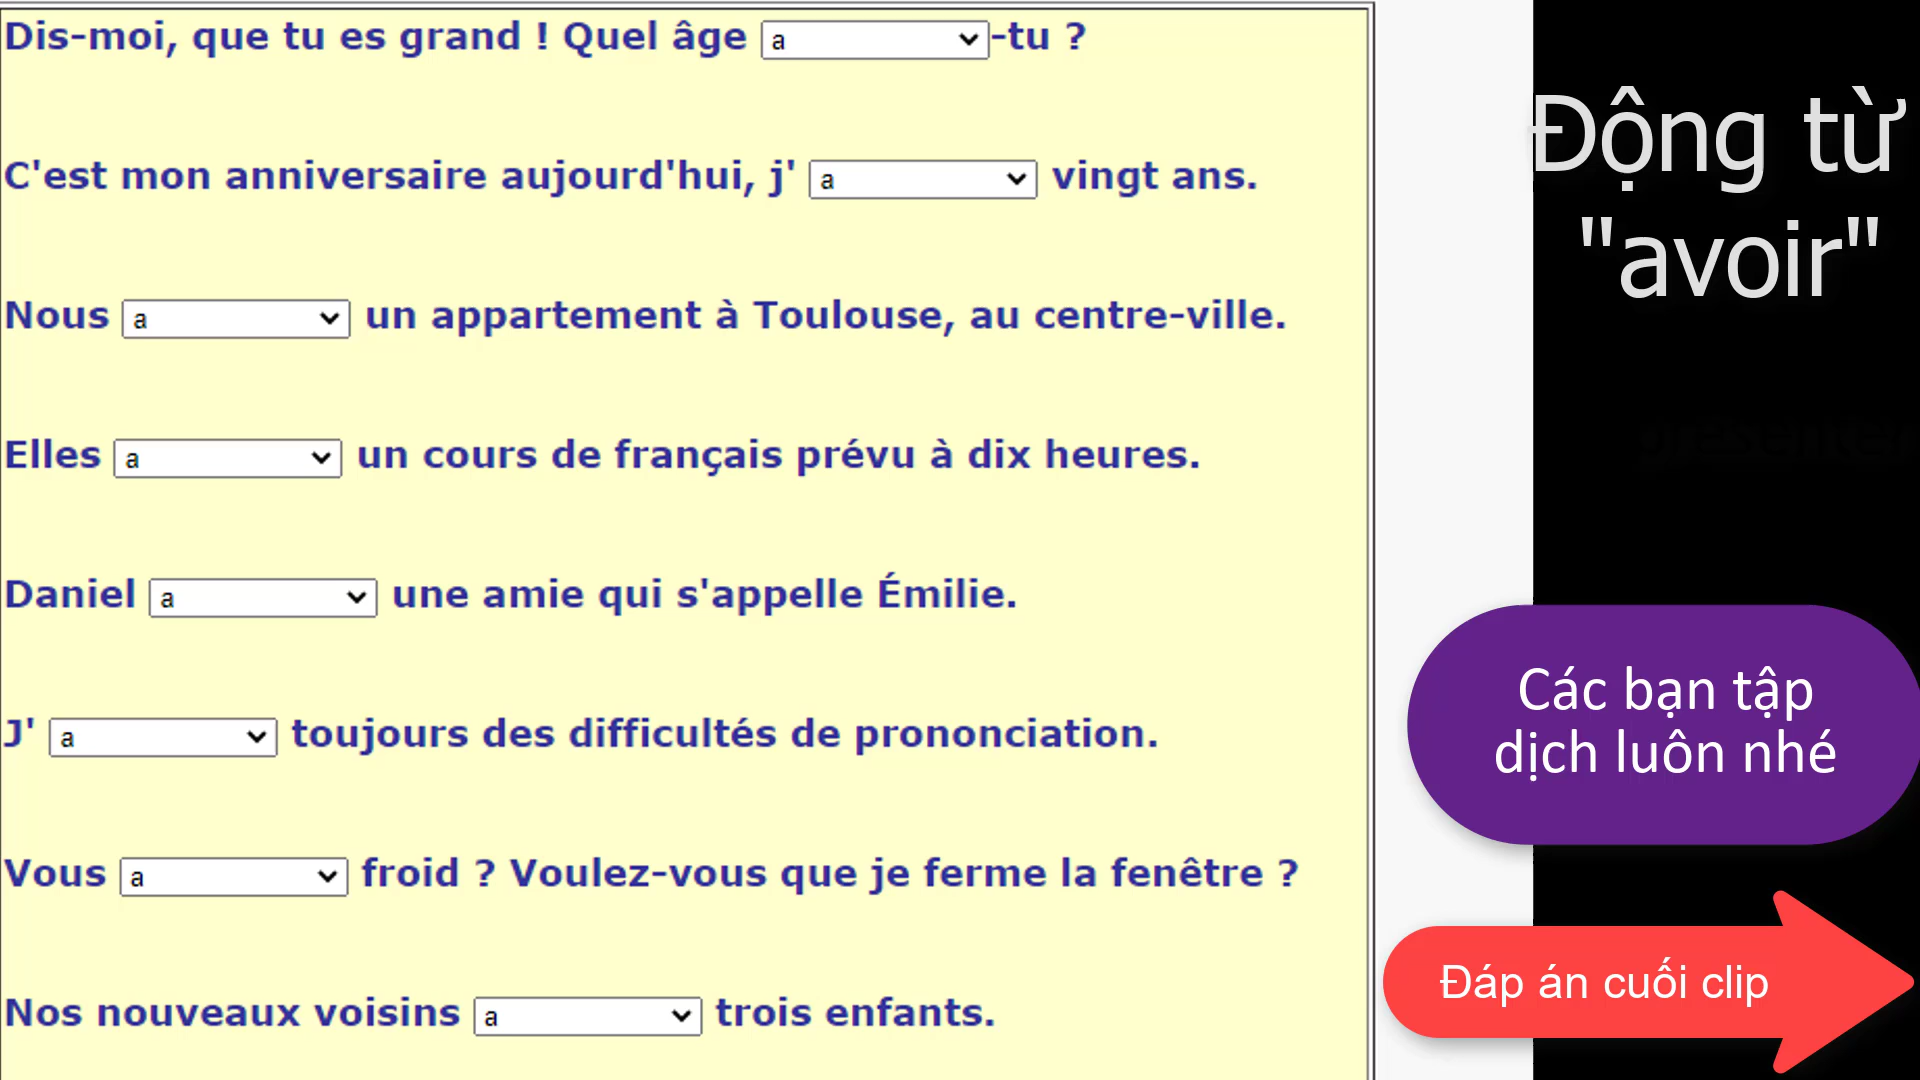 Dis-moi, que tu es grand ! Quel âge a -tu ?
C'est mon anniversaire aujourd'hui, j' a vingt ans.
Nous a un appartement à Toulouse, au centre-ville.
Elles a un cours de français prévu à dix heures.
Daniel a une amie qui s'appelle Émilie.
J' a toujours des difficultés de prononciation.
Vous a froid ? Voulez-vous que je ferme la fenêtre ?
Nos nouveaux voisins a trois enfants.
Động từ
"avoir"
Các bạn tập
dịch luôn nhé
Đáp án cuối clip